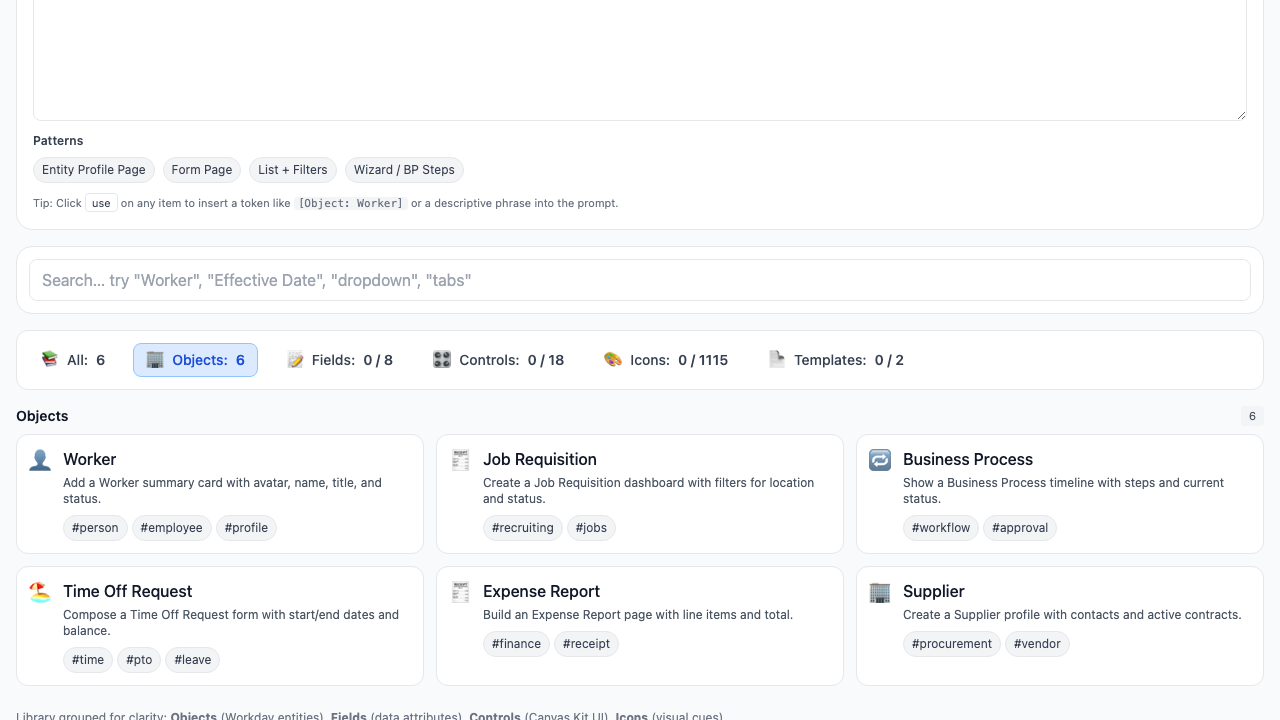 Patterns
Entity Profile Page
Form Page
List + Filters
Wizard / BP Steps
Tip: Click use on any item to insert a token like [Object: Worker] or a descriptive phrase into the prompt.
Search... try "Worker", "Effective Date", "dropdown", "tabs"
All: 6
Objects: 6
Fields: 0 / 8
Controls: 0 / 18
Icons: 0 / 1115
Templates: 0 / 2
Objects
6
Worker
Add a Worker summary card with avatar, name, title, and
status.
#person #employee #profile
Job Requisition
Create a Job Requisition dashboard with filters for location
and status.
#recruiting #jobs
Business Process
Show a Business Process timeline with steps and current
status.
#workflow #approval
Time Off Request
Compose a Time Off Request form with start/end dates and
balance.
#time #pto #leave
Expense Report
Build an Expense Report page with line items and total.
#finance #receipt
Supplier
Create a Supplier profile with contacts and active contracts.
#procurement #vendor
Library grouped for clarity: Objects (Workday entities), Fields (data attributes), Controls (Canvas Kit UI), Icons (visual cues)